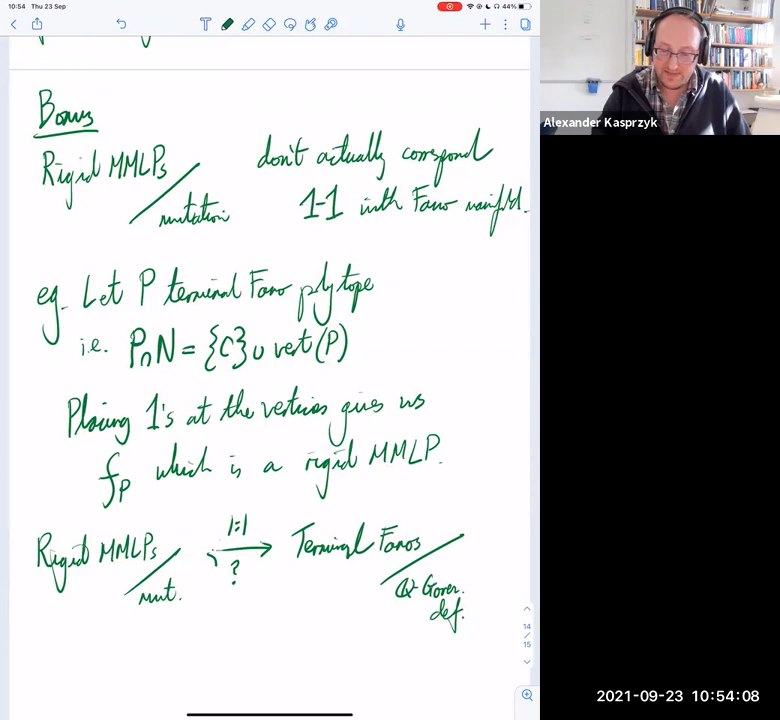 10:54 Thu 23 Sep
44%
Bonus
Rigid MMLPs / mutation don't actually correspond
1-1 with Fano manifld.
eg. Let P terminal Fano polytope
i.e. P∩N = {0} ∪ vert(P)
Placing 1's at the vertices gives us
f_P which is a rigid MMLP.
Rigid MMLPs / mut. 1:1 → ? Terminal Fanos / Q-Goren. def.
14
/
15
Alexander Kasprzyk
2021-09-23 10:54:08